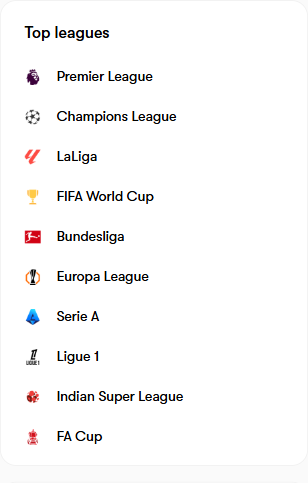 Top leagues
Premier League
Champions League
LaLiga
FIFA World Cup
Bundesliga
Europa League
Serie A
LIGUE 1
Ligue 1
Indian Super League
FA Cup